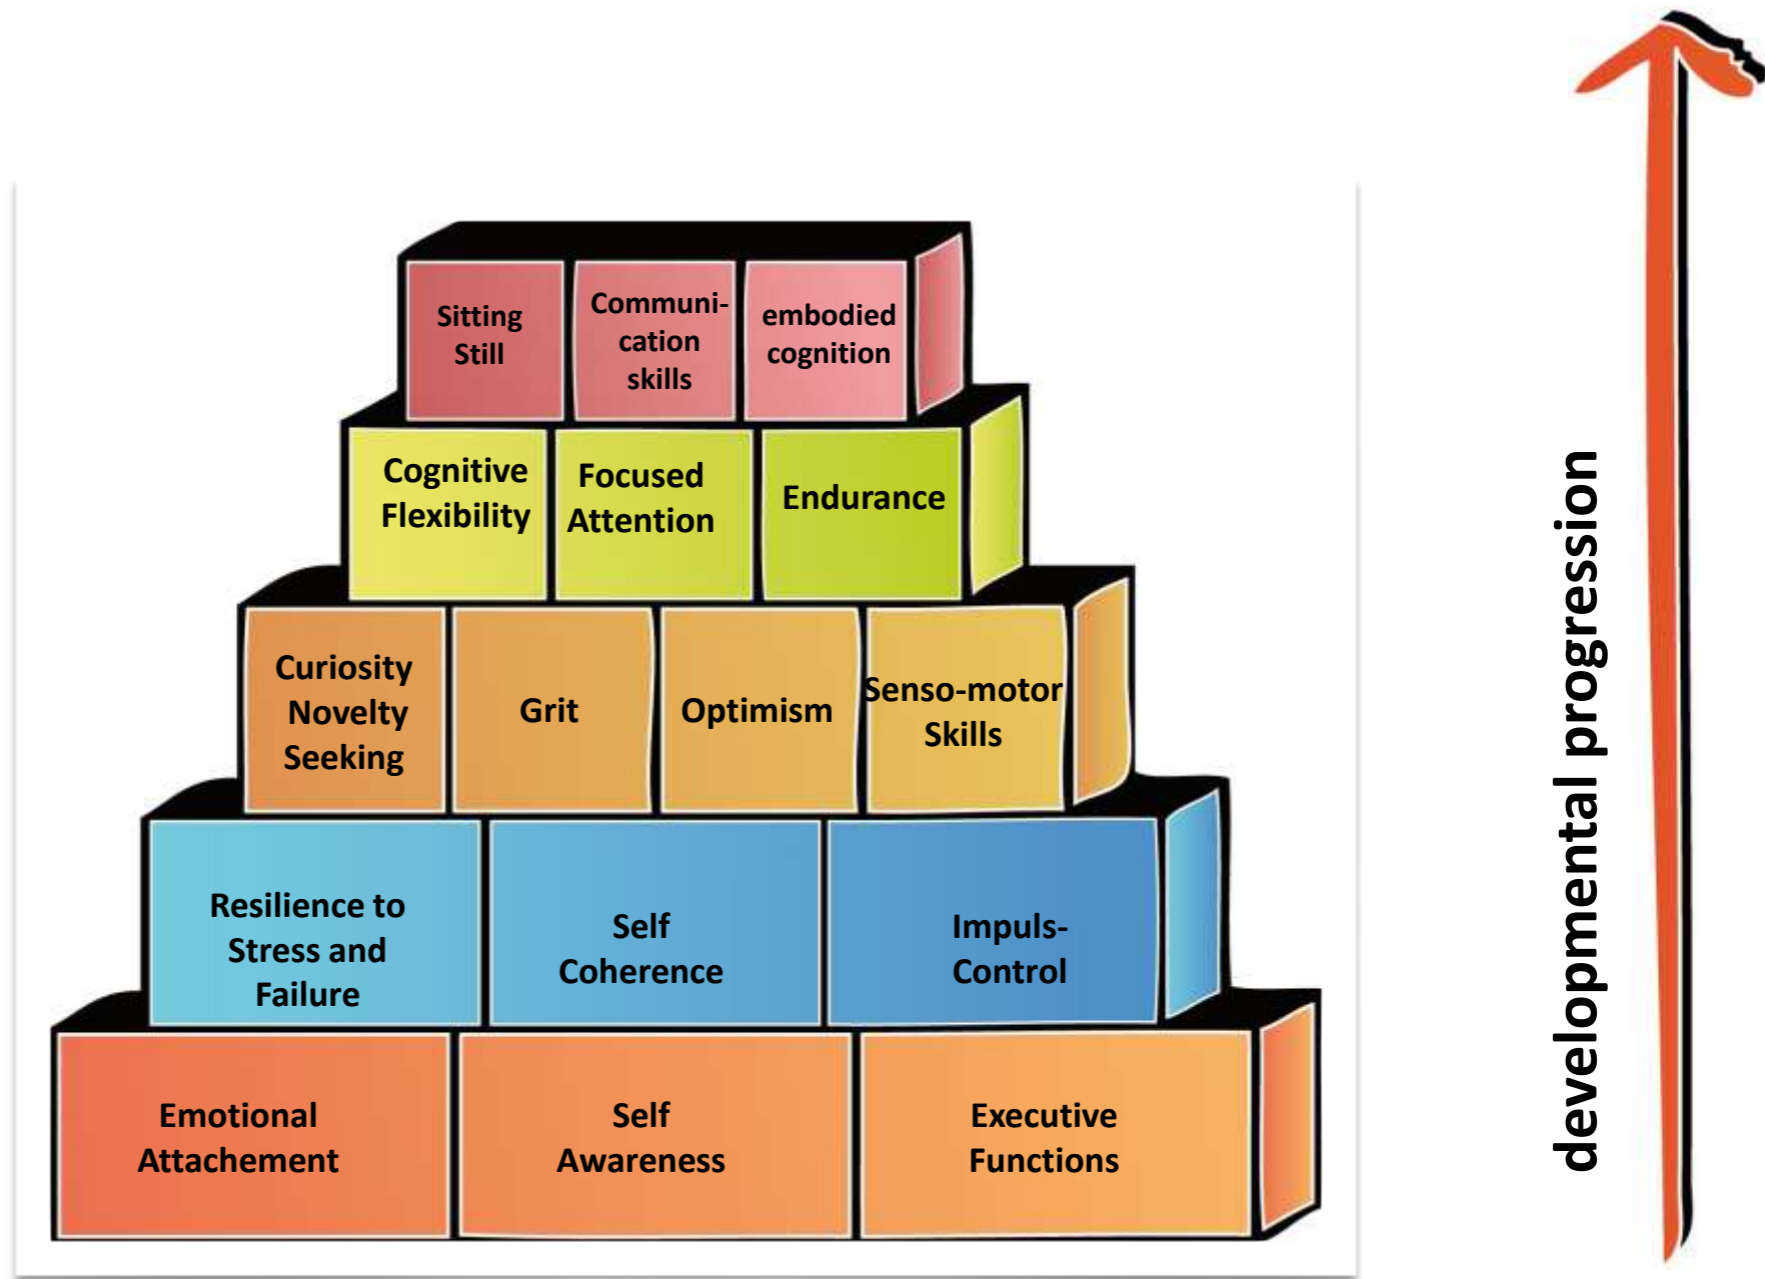 Sitting
Still
Communi-
cation
skills
embodied
cognition
Cognitive
Flexibility
Focused
Attention
Endurance
Curiosity
Novelty
Seeking
Grit
Optimism
Senso-motor
Skills
Resilience to
Stress and
Failure
Self
Coherence
Impuls-
Control
Emotional
Attachement
Self
Awareness
Executive
Functions
developmental progression